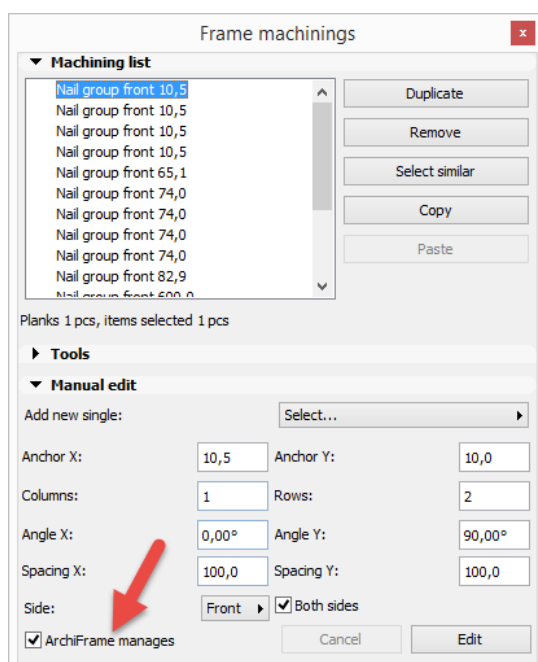 Frame machinings
x
Machining list
Nail group front 10,5
Nail group front 10,5
Nail group front 10,5
Nail group front 10,5
Nail group front 65,1
Nail group front 74,0
Nail group front 74,0
Nail group front 74,0
Nail group front 74,0
Nail group front 82,9
Nail group front 600,0
Duplicate
Remove
Select similar
Copy
Paste
Planks 1 pcs, items selected 1 pcs
Tools
Manual edit
Add new single: Select...
Anchor X: 10,5 Anchor Y: 10,0
Columns: 1 Rows: 2
Angle X: 0,00° Angle Y: 90,00°
Spacing X: 100,0 Spacing Y: 100,0
Side: Front Both sides
ArchiFrame manages Cancel Edit